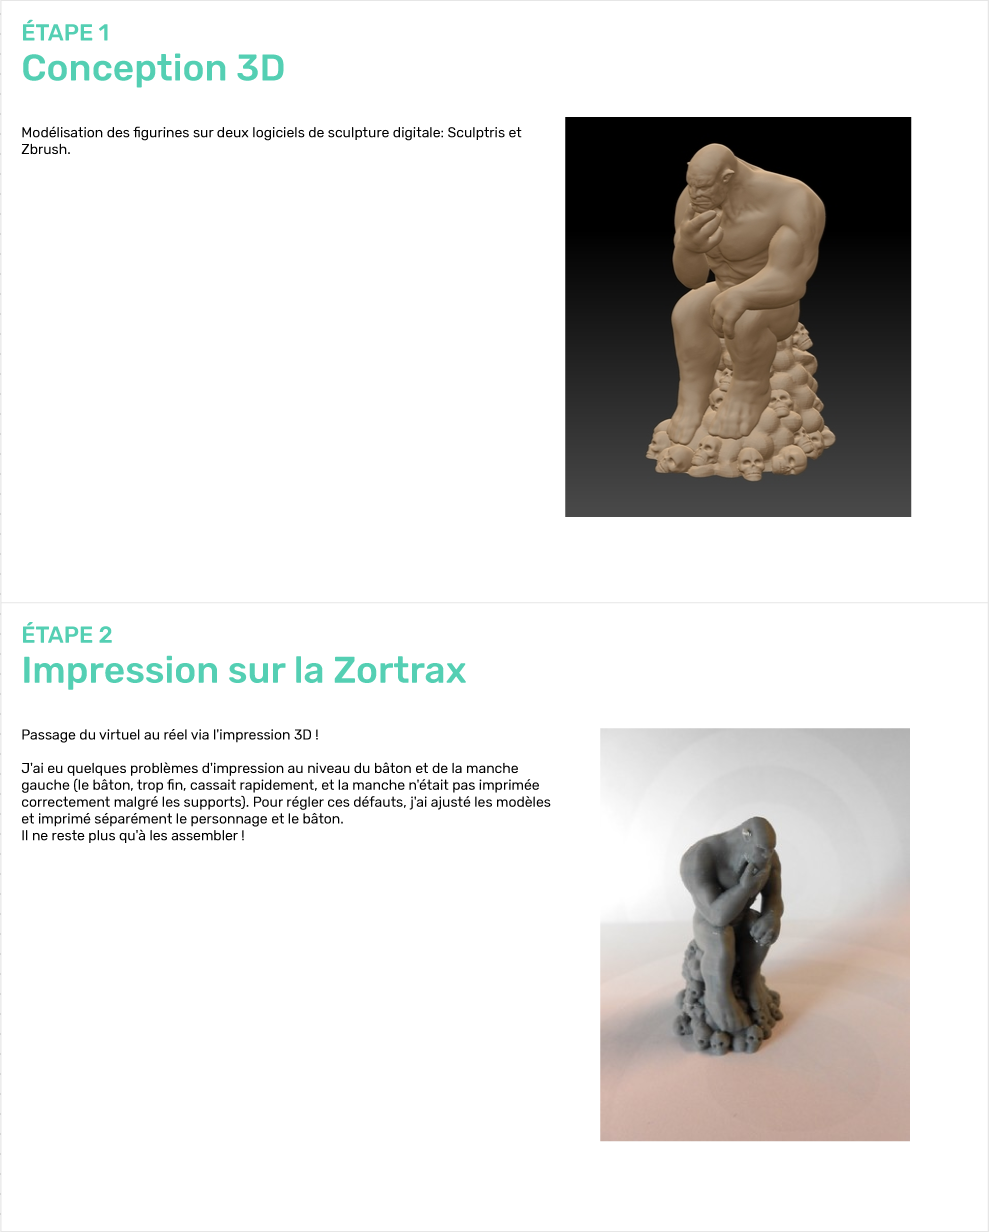 ÉTAPE 1
Conception 3D
Modélisation des figurines sur deux logiciels de sculpture digitale: Sculptris et
Zbrush.
ÉTAPE 2
Impression sur la Zortrax
Passage du virtuel au réel via l'impression 3D !
J'ai eu quelques problèmes d'impression au niveau du bâton et de la manche
gauche (le bâton, trop fin, cassait rapidement, et la manche n'était pas imprimée
correctement malgré les supports). Pour régler ces défauts, j'ai ajusté les modèles
et imprimé séparément le personnage et le bâton.
Il ne reste plus qu'à les assembler !